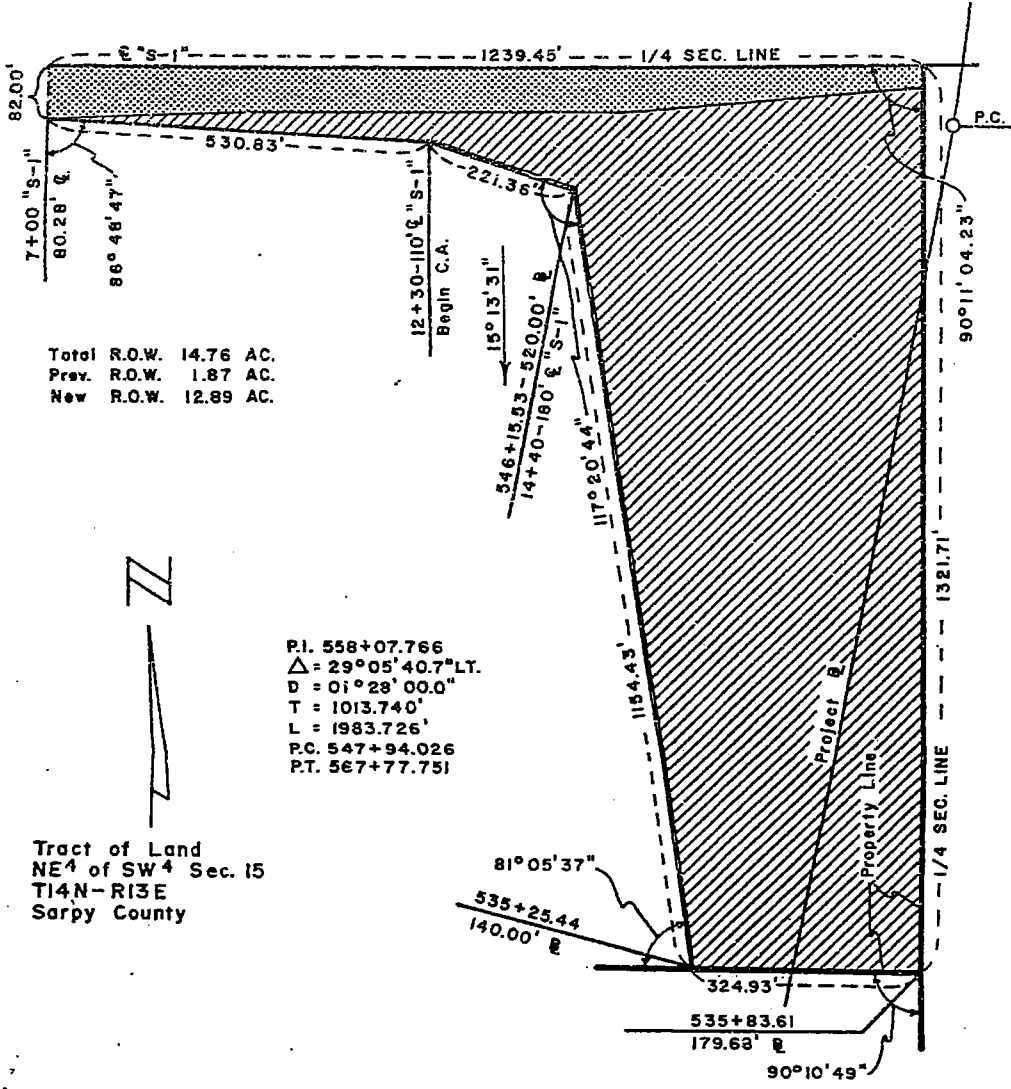 ℄ "S-1" 1239.45' 1/4 SEC. LINE
82.00'
P.C.
530.83'
221.36'
7+00 "S-1"
80.28' ℄
86°48'47"
12+30-110' ℄ "S-1"
Begin C.A.
15°13'31"
546+15.53-520.00' B
14+40-180' ℄ "S-1"
117°20'44"
90°11'04.23"
Total R.O.W. 14.76 AC.
Prev. R.O.W. 1.87 AC.
New R.O.W. 12.89 AC.
1321.71'
1/4 SEC. LINE
N
P.I. 558+07.766
△ = 29°05'40.7" LT.
D = 01°28'00.0"
T = 1013.740'
L = 1983.726'
P.C. 547+94.026
P.T. 567+77.751
1154.43'
Project B
Property Line
Tract of Land
NE4 of SW4 Sec. 15
T14N-R13E
Sarpy County
81°05'37"
535+25.44
140.00' B
324.93'
535+83.61
179.68' B
90°10'49"